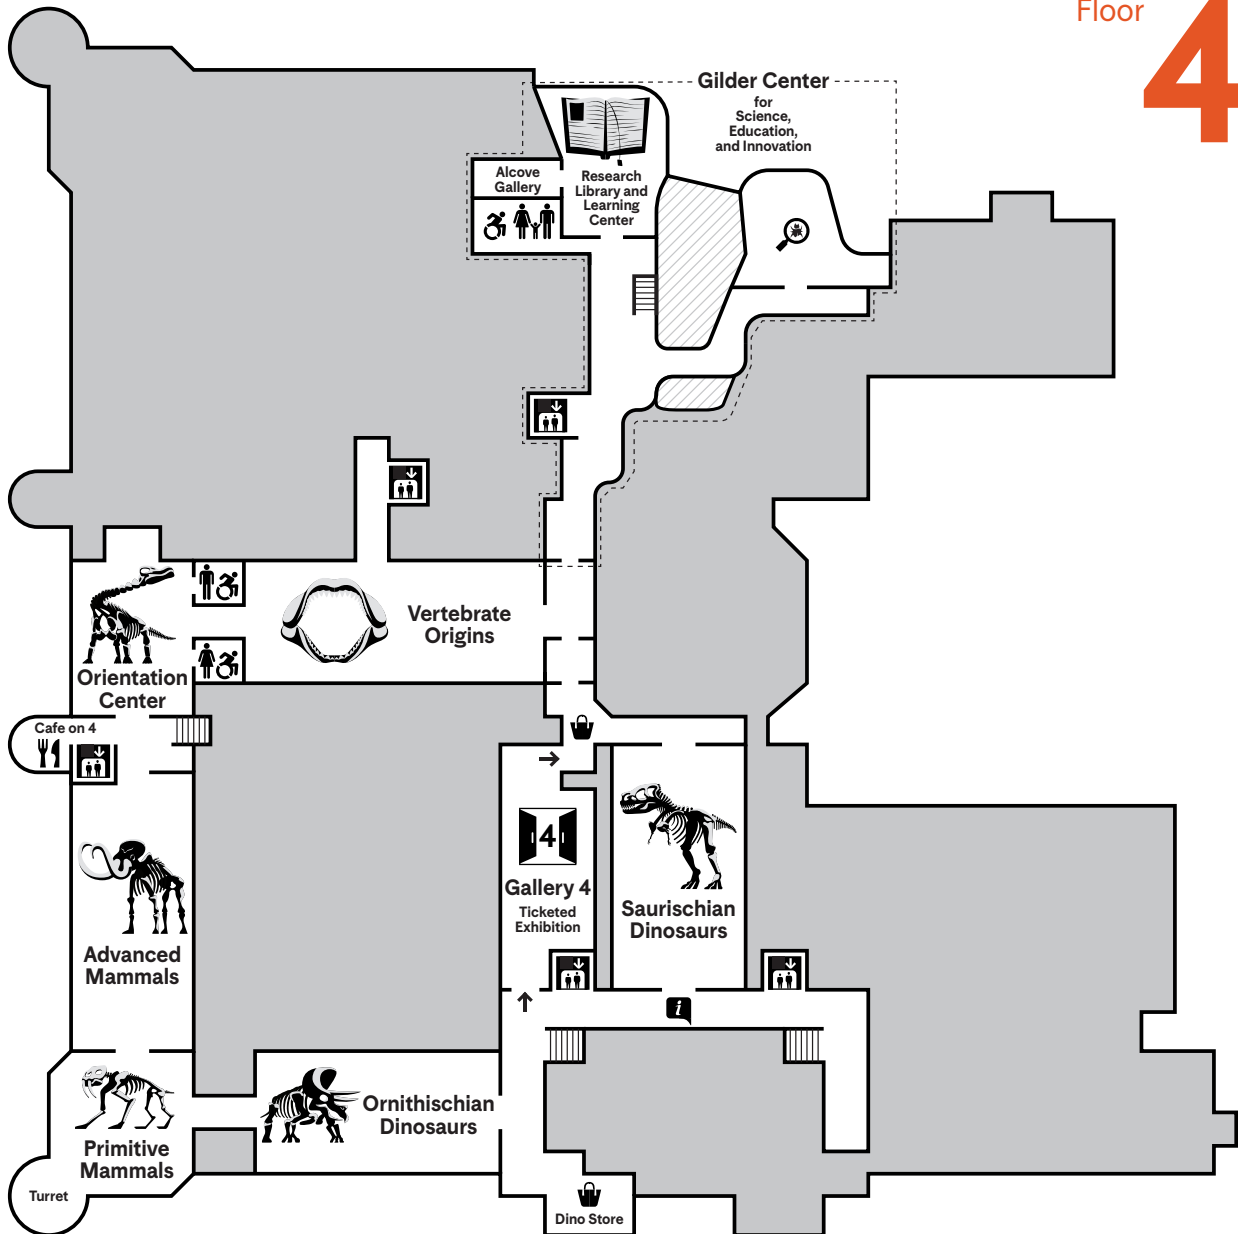 Floor
4
Gilder Center
for
Science,
Education,
and Innovation
Alcove
Gallery
Research
Library and
Learning
Center
Vertebrate
Origins
Orientation
Center
Cafe on 4
4
Gallery 4
Ticketed
Exhibition
Saurischian
Dinosaurs
Advanced
Mammals
i
Ornithischian
Dinosaurs
Primitive
Mammals
Turret
Dino Store